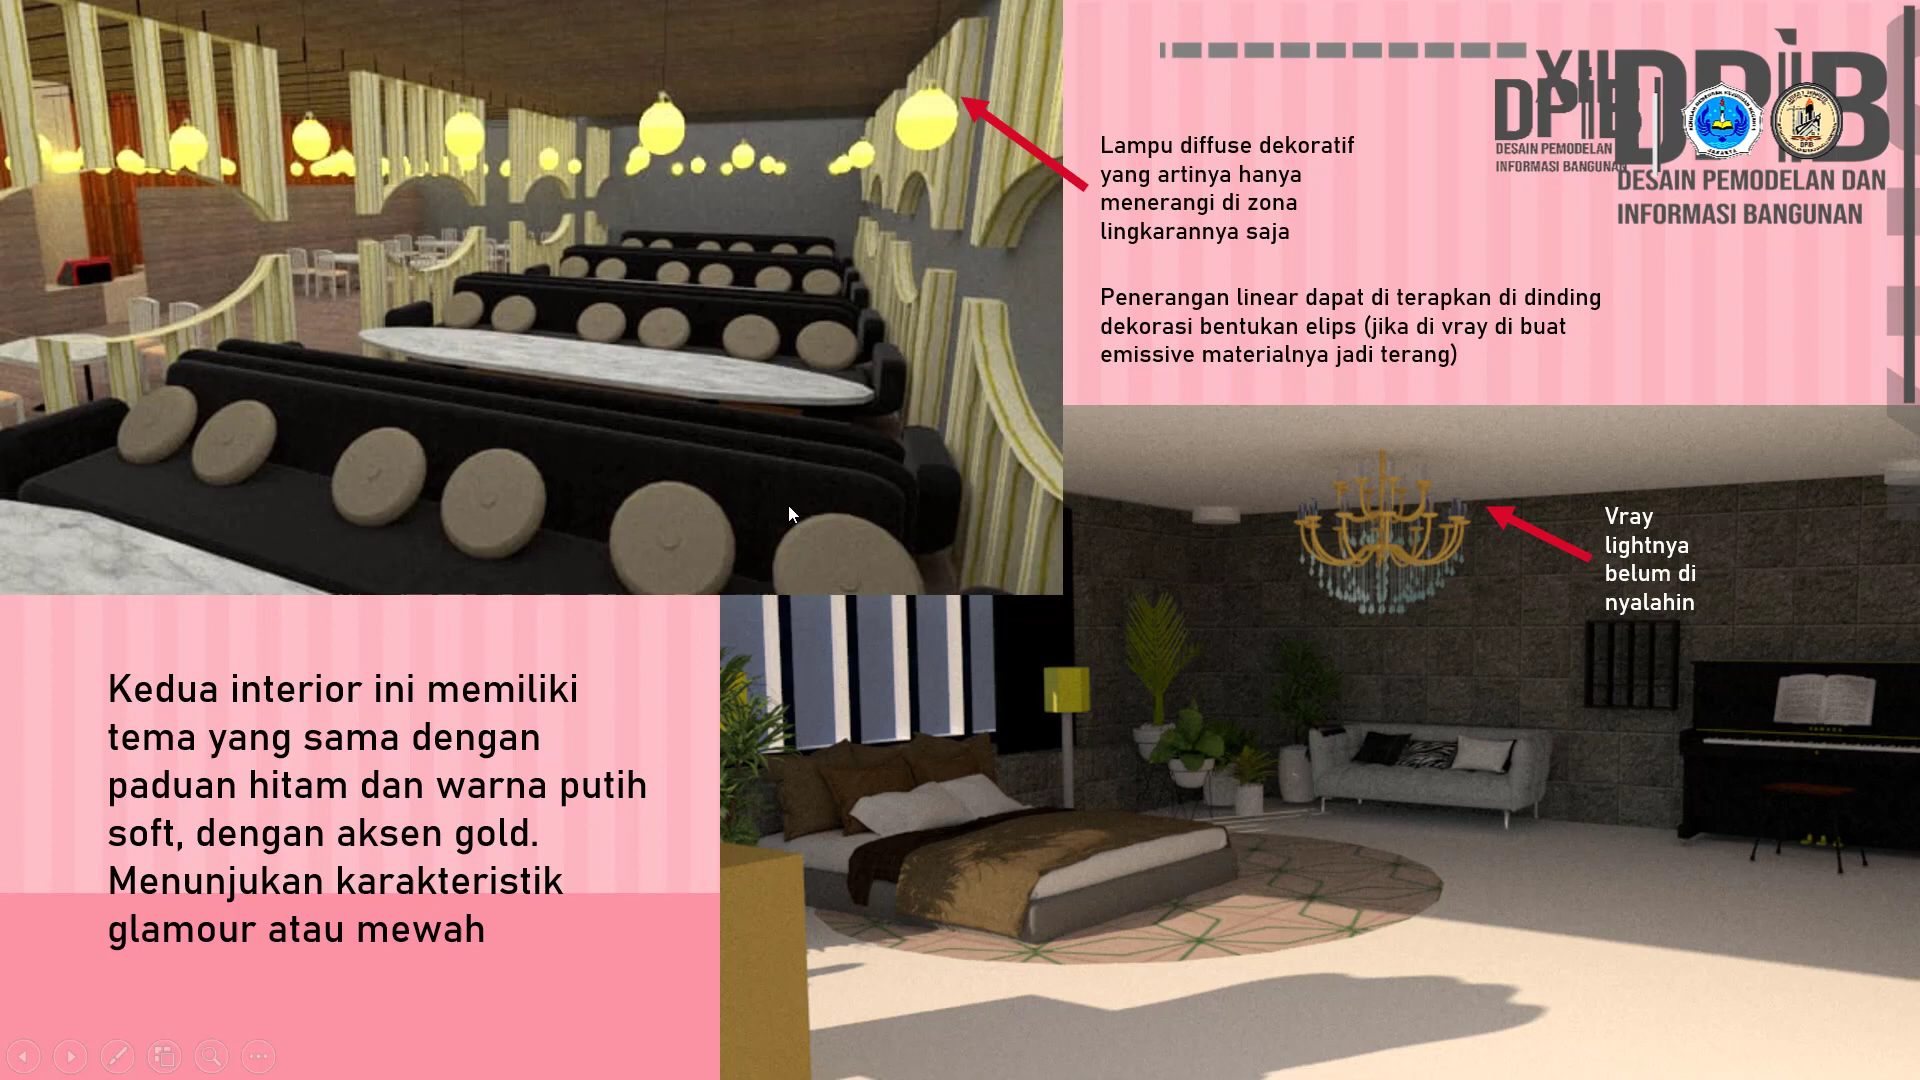 XII DPIB
DPIB
DESAIN PEMODELAN
INFORMASI BANGUNAN
DESAIN PEMODELAN DAN
INFORMASI BANGUNAN
Lampu diffuse dekoratif
yang artinya hanya
menerangi di zona
lingkarannya saja
Penerangan linear dapat di terapkan di dinding
dekorasi bentukan elips (jika di vray di buat
emissive materialnya jadi terang)
Vray
lightnya
belum di
nyalahin
Kedua interior ini memiliki
tema yang sama dengan
paduan hitam dan warna putih
soft, dengan aksen gold.
Menunjukan karakteristik
glamour atau mewah